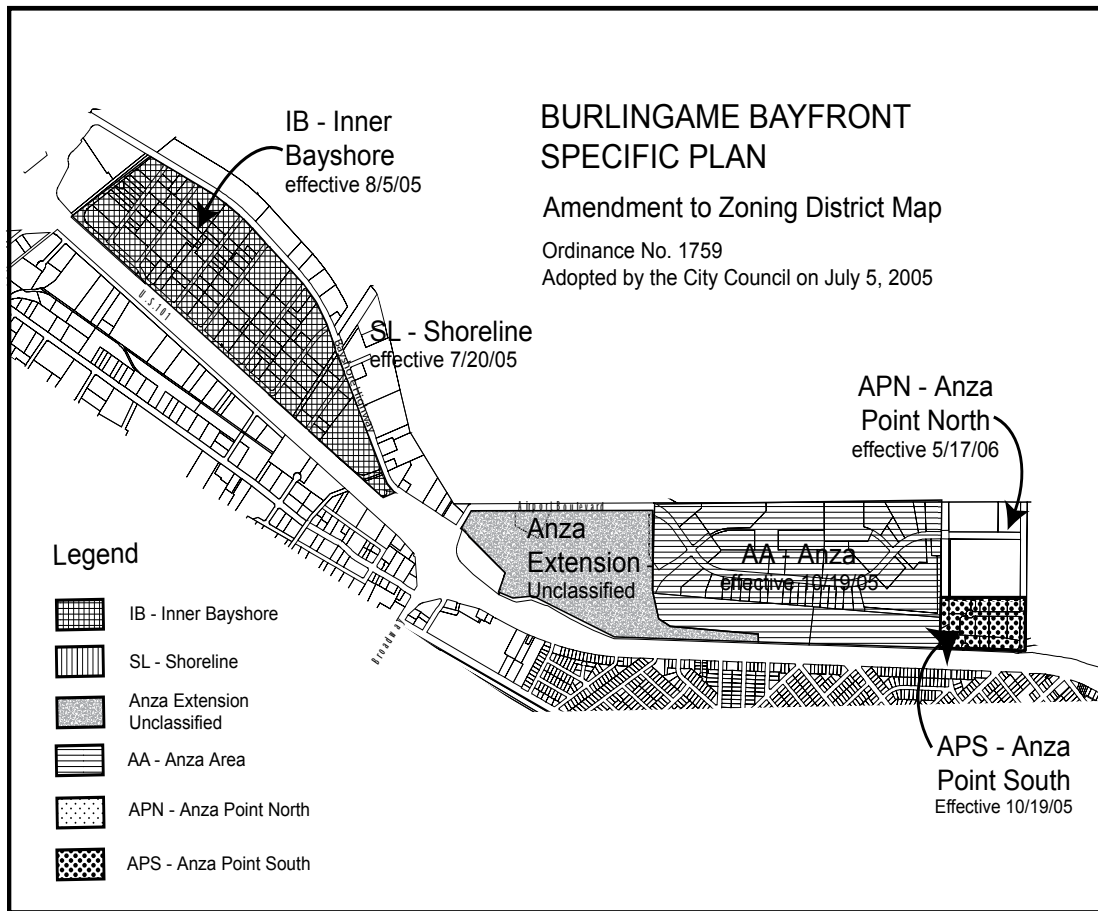 BURLINGAME BAYFRONT
SPECIFIC PLAN
Amendment to Zoning District Map
Ordinance No. 1759
Adopted by the City Council on July 5, 2005
IB - Inner
Bayshore
effective 8/5/05
U.S 101
SL - Shoreline
effective 7/20/05
Bayshore Highway
APN - Anza
Point North
effective 5/17/06
Airport Boulevard
Anza
Extension
Unclassified
AA - Anza
effective 10/19/05
Broadway
APS - Anza
Point South
Effective 10/19/05
Legend
IB - Inner Bayshore
SL - Shoreline
Anza Extension
Unclassified
AA - Anza Area
APN - Anza Point North
APS - Anza Point South